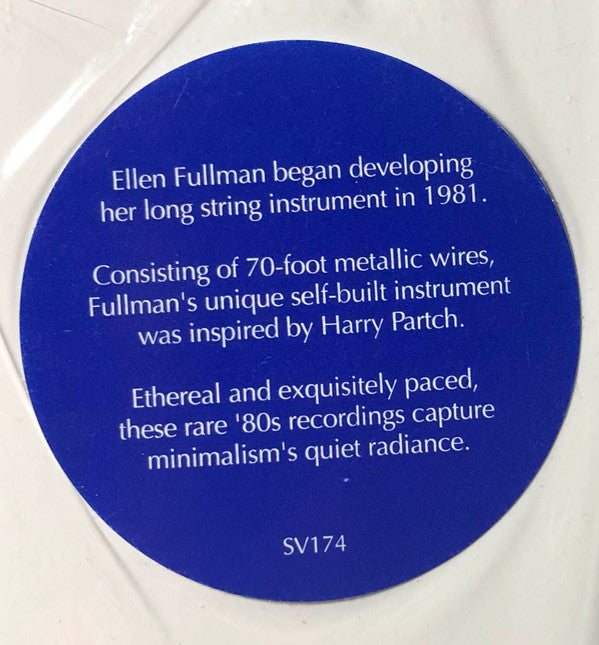 Ellen Fullman began developing
her long string instrument in 1981.
Consisting of 70-foot metallic wires,
Fullman's unique self-built instrument
was inspired by Harry Partch.
Ethereal and exquisitely paced,
these rare '80s recordings capture
minimalism's quiet radiance.
SV174